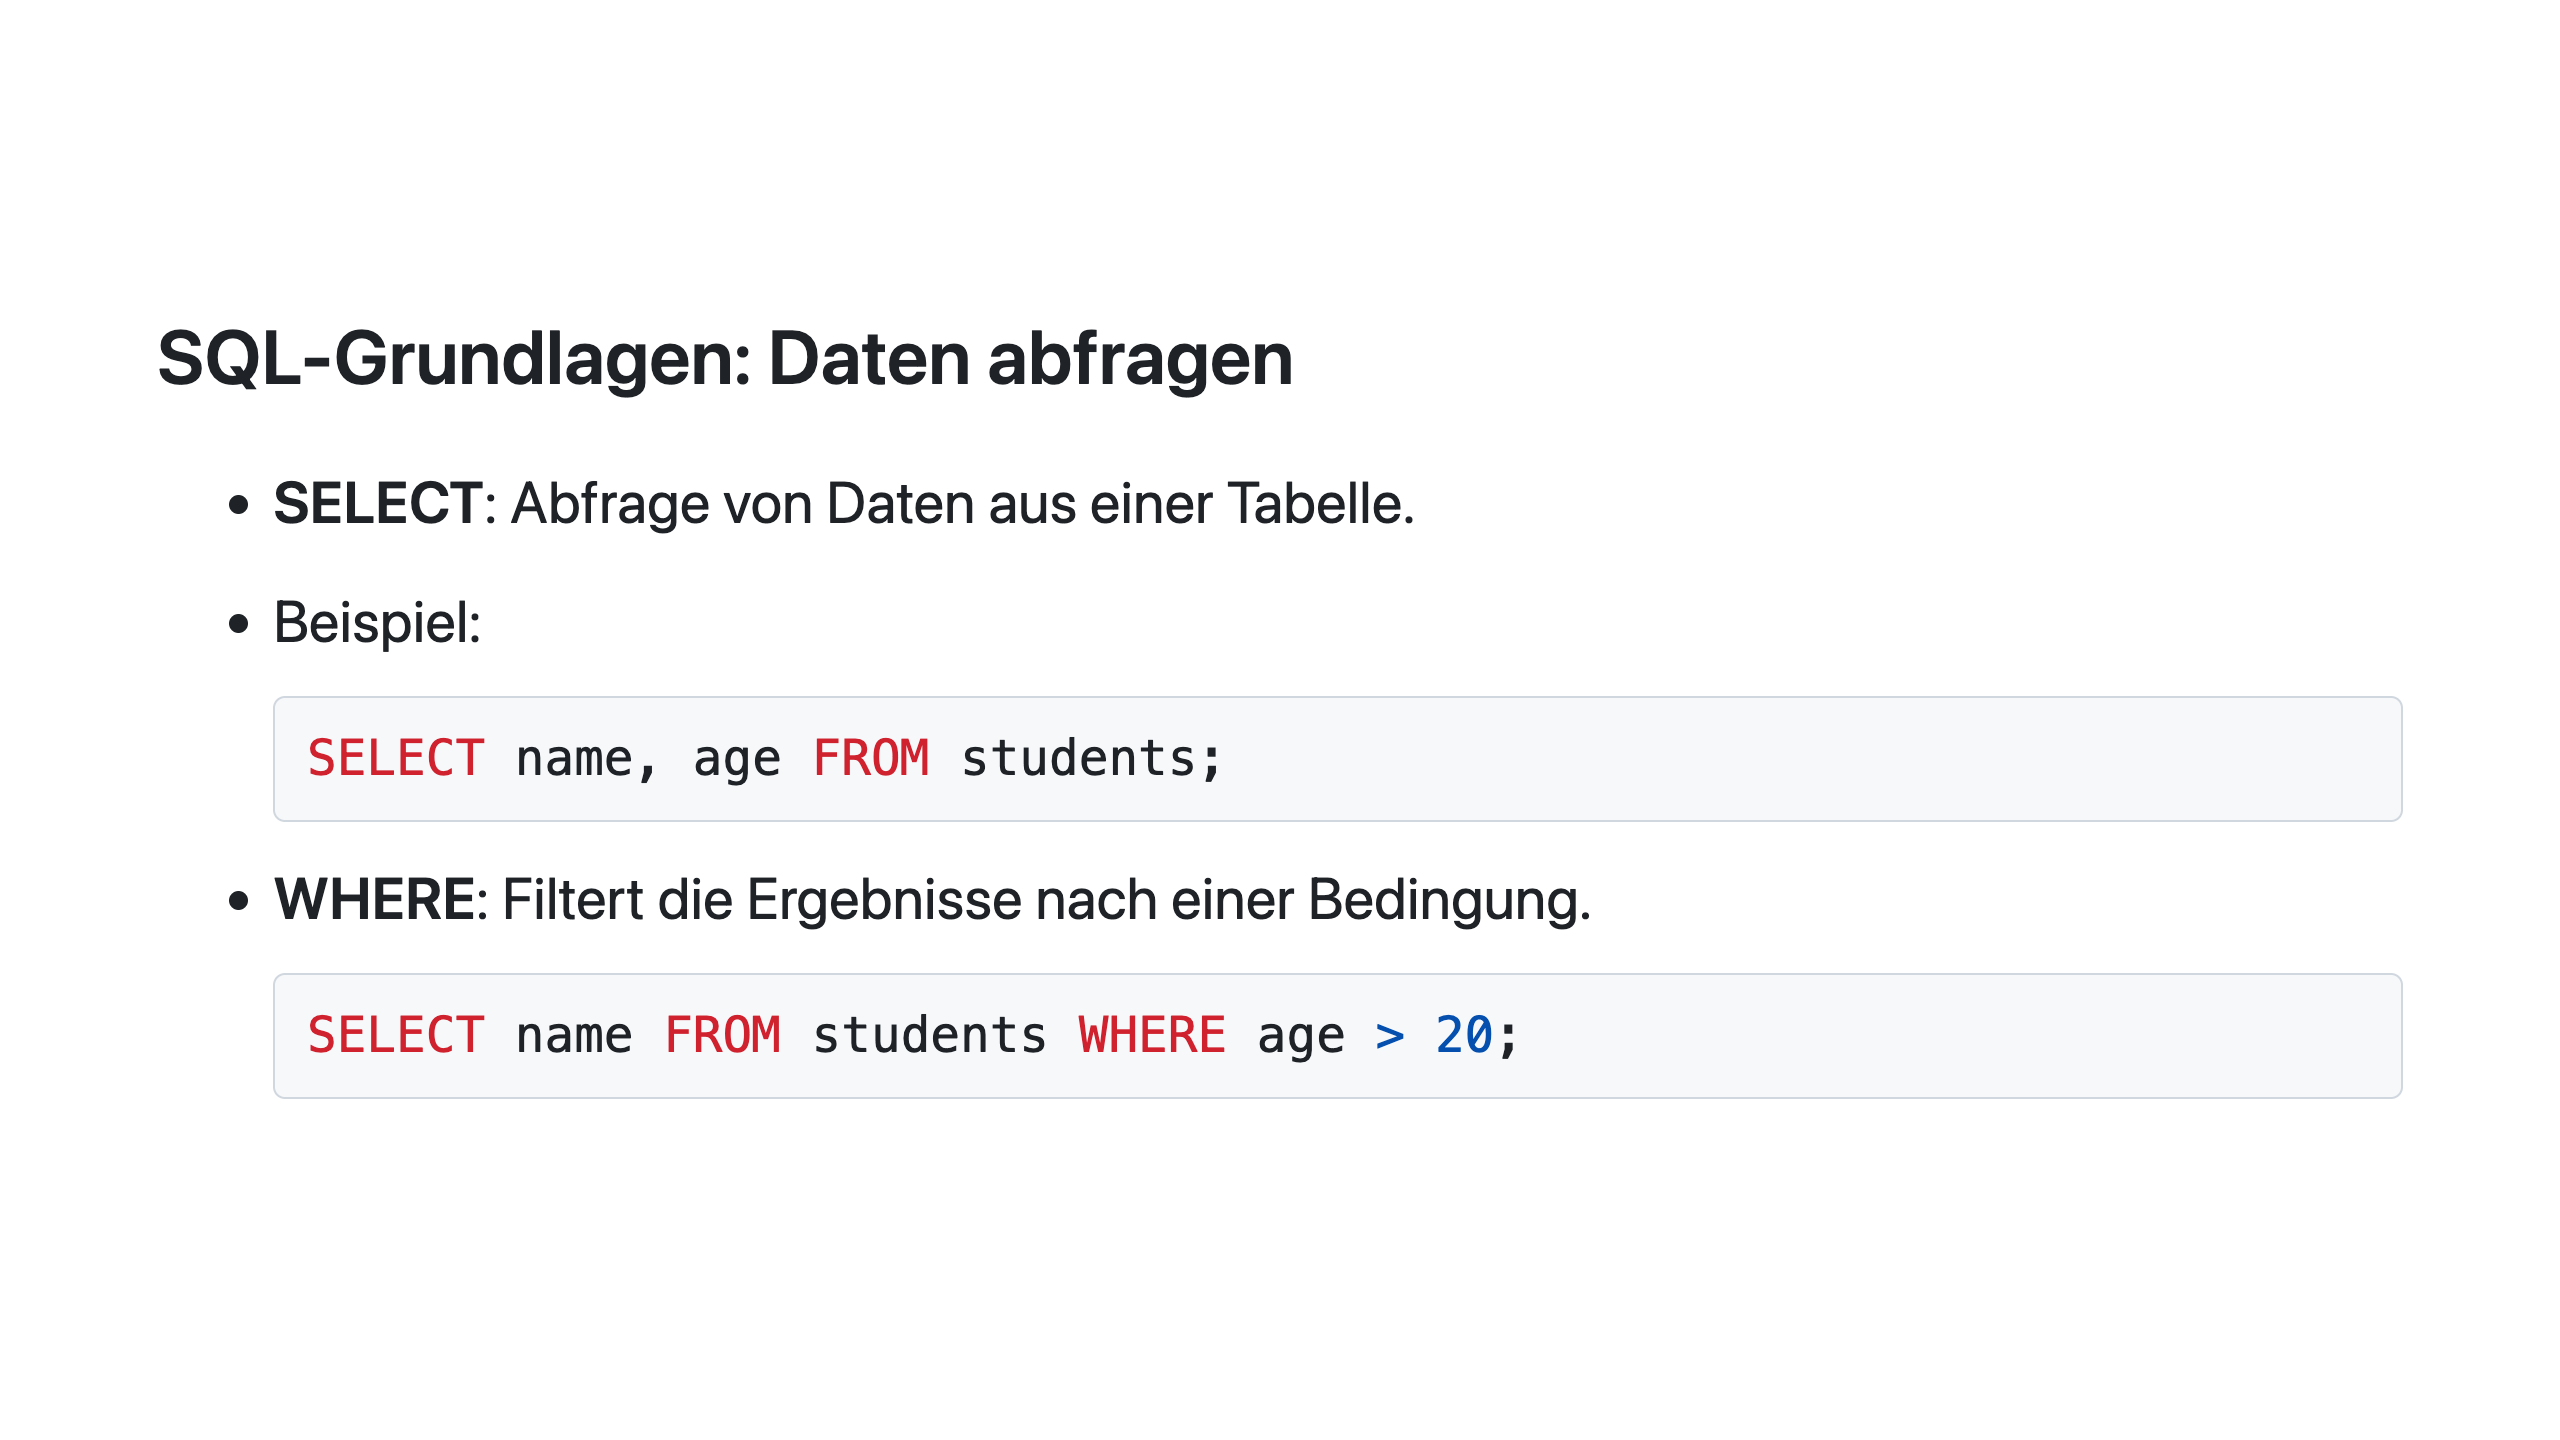 SQL-Grundlagen: Daten abfragen
• SELECT: Abfrage von Daten aus einer Tabelle.
• Beispiel:
SELECT name, age FROM students;
• WHERE: Filtert die Ergebnisse nach einer Bedingung.
SELECT name FROM students WHERE age > 20;